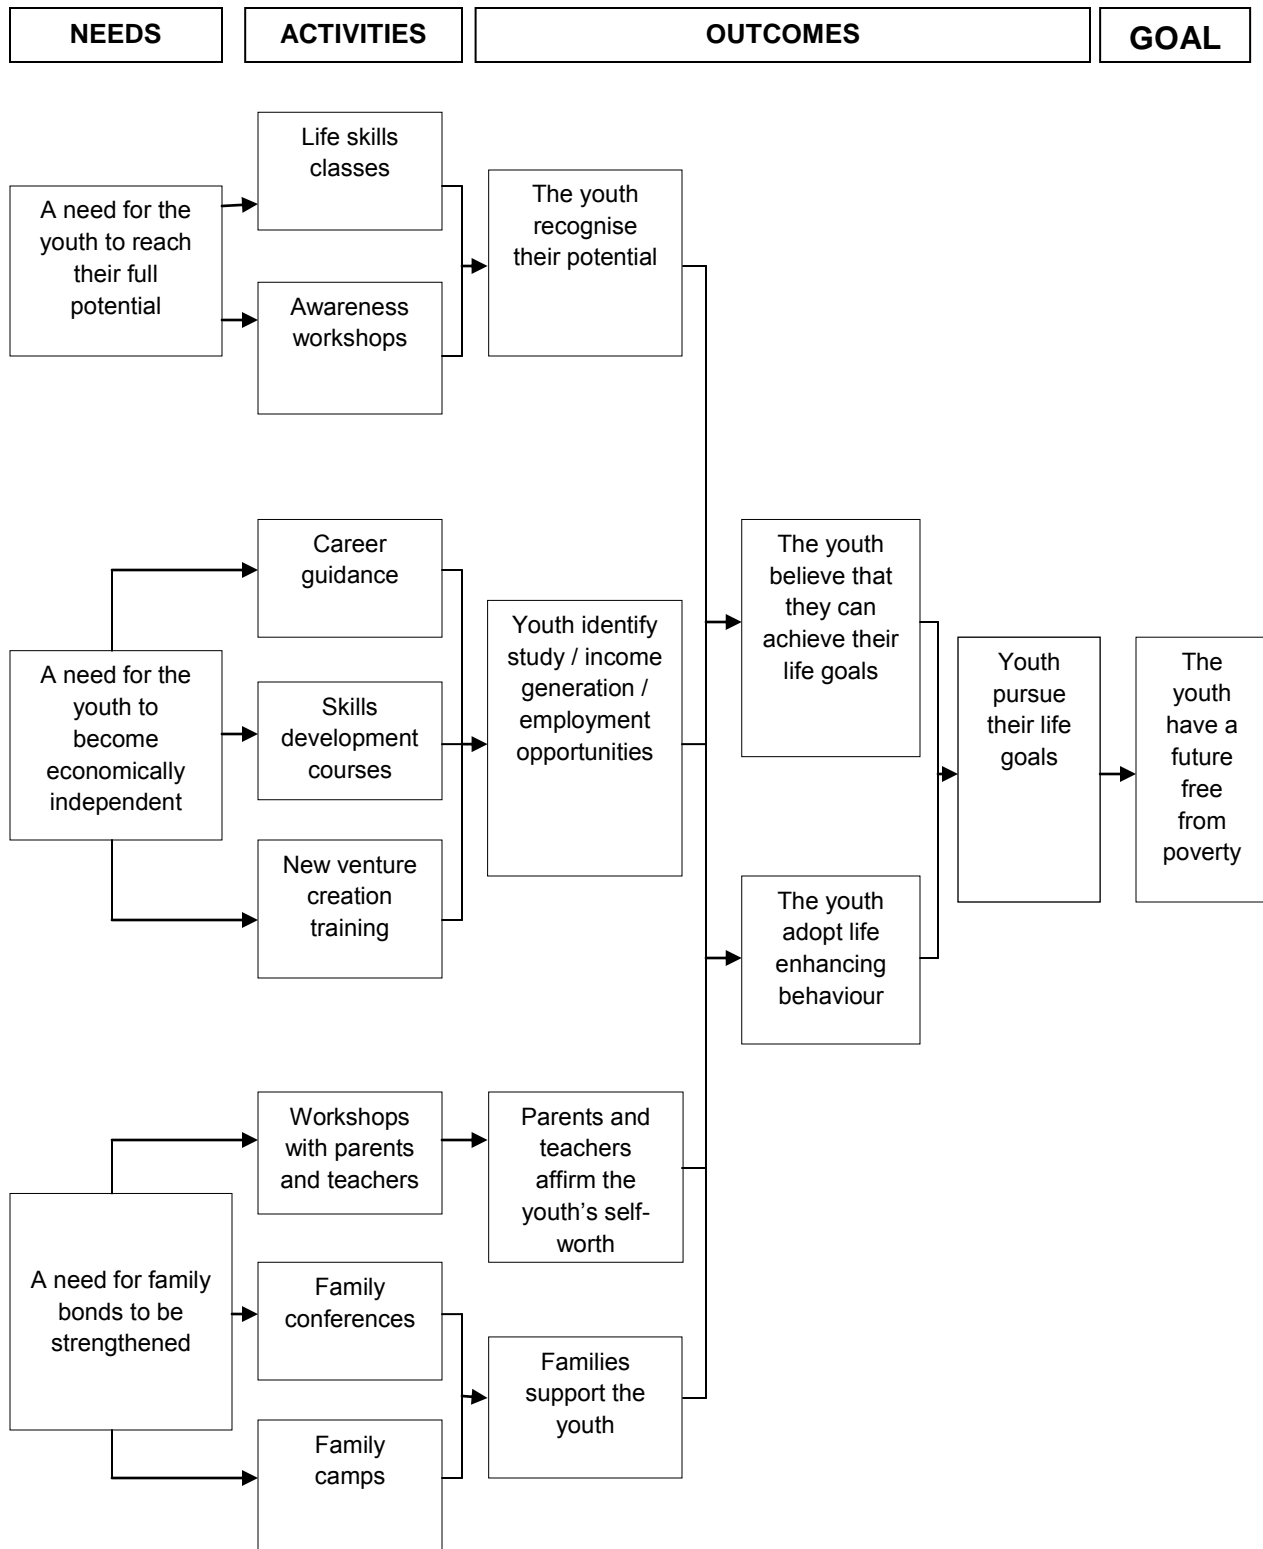 NEEDS
ACTIVITIES
OUTCOMES
GOAL
Life skills
classes
A need for the
youth to reach
their full
potential
Awareness
workshops
The youth
recognise
their potential
Career
guidance
A need for the
youth to
become
economically
independent
Skills
development
courses
New venture
creation
training
Youth identify
study / income
generation /
employment
opportunities
The youth
believe that
they can
achieve their
life goals
The youth
adopt life
enhancing
behaviour
Youth
pursue
their life
goals
The
youth
have a
future
free
from
poverty
Workshops
with parents
and teachers
Parents and
teachers
affirm the
youth’s self-
worth
A need for family
bonds to be
strengthened
Family
conferences
Family
camps
Families
support the
youth